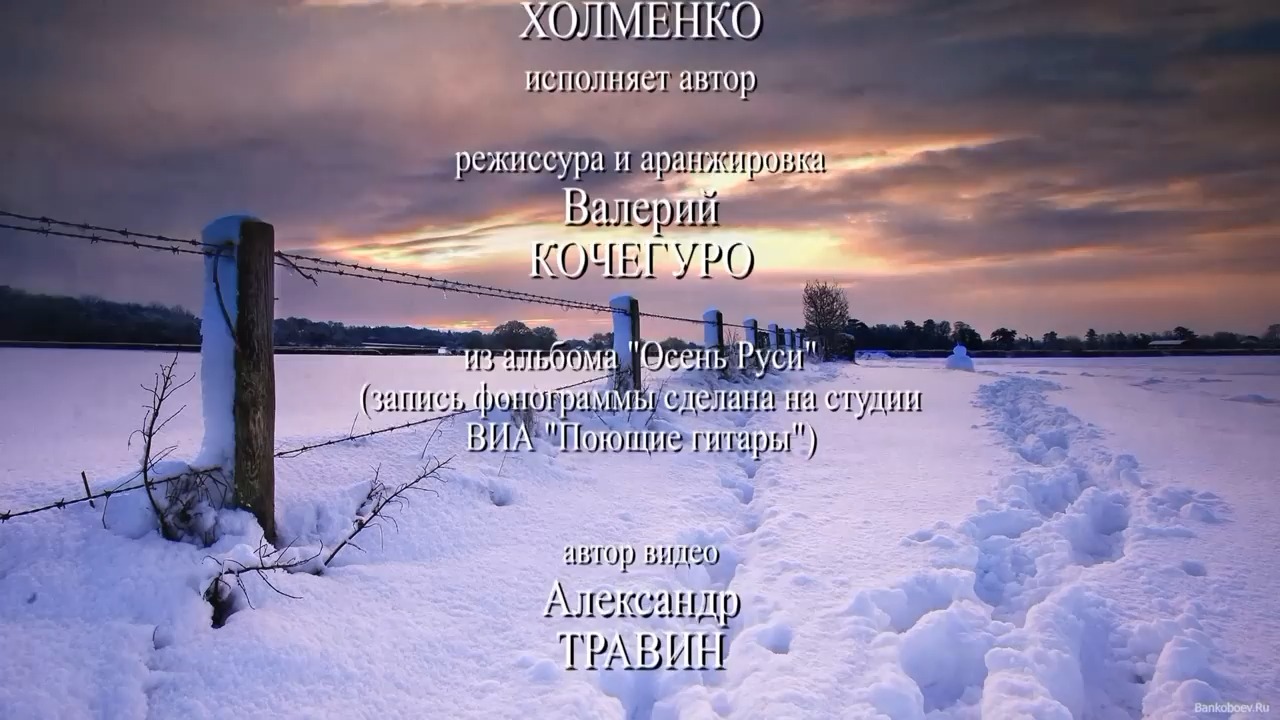 ХОЛМЕНКО
исполняет автор
режиссура и аранжировка
Валерий
КОЧЕГУРО
из альбома "Осень Руси"
(запись фонограммы сделана на студии
ВИА "Поющие гитары")
автор видео
Александр
ТРАВИН
Bankoboev.Ru